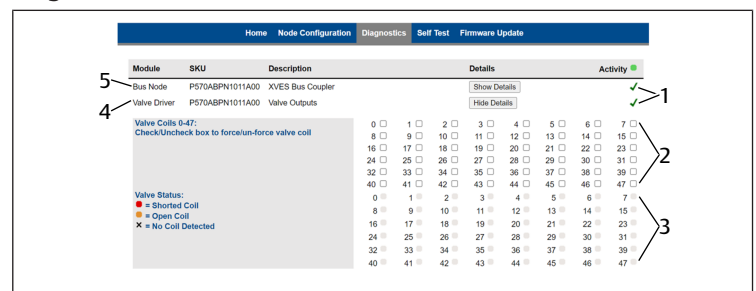 Home Node Configuration Diagnostics Self Test Firmware Update
Module SKU Description Details Activity
5 Bus Node P570ABPN1011A00 XVES Bus Coupler Show Details 1
4 Valve Driver P570ABPN1011A00 Valve Outputs Hide Details
Valve Coils 0-47: 0 1 2 3 4 5 6 7
Check/Uncheck box to force/un-force valve coil 8 9 10 11 12 13 14 15
16 17 18 19 20 21 22 23
2
24 25 26 27 28 29 30 31
32 33 34 35 36 37 38 39
40 41 42 43 44 45 46 47
Valve Status: 0 1 2 3 4 5 6 7
= Shorted Coil
= Open Coil 8 9 10 11 12 13 14 15
X = No Coil Detected 16 17 18 19 20 21 22 23
3
24 25 26 27 28 29 30 31
32 33 34 35 36 37 38 39
40 41 42 43 44 45 46 47